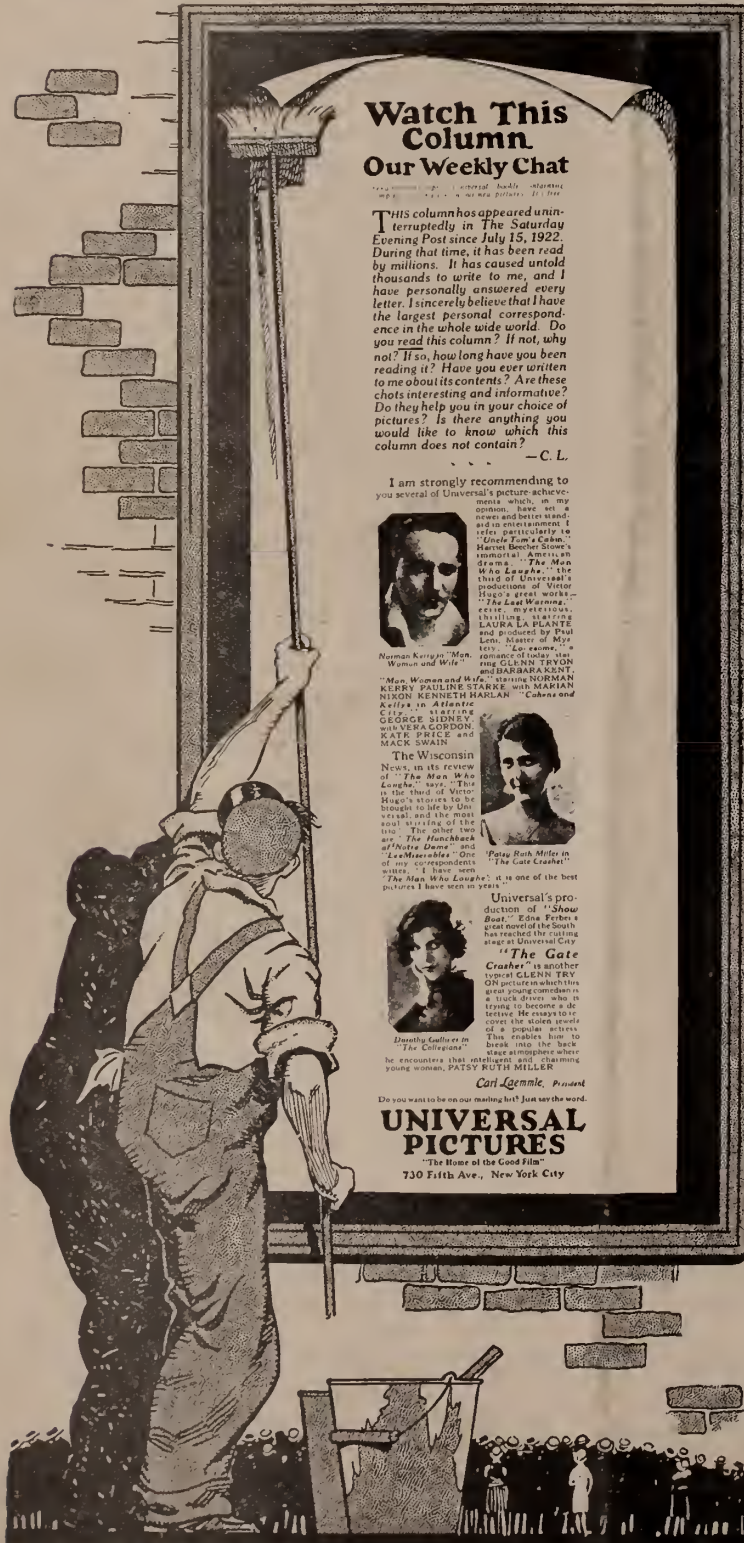 Watch This
Column
Our Weekly Chat
THIS column hos appeared unin-
terruptedly in The Saturday
Evening Post since July 15, 1922.
During that time, it has been read
by millions. It has caused untold
thousands to write to me, and I
have personally answered every
letter. I sincerely believe that I have
the largest personal correspond-
ence in the whole wide world. Do
you read this column? If not, why
not? If so, how long have you been
reading it? Have you ever written
to me obout its contents? Are these
chots interesting and informative?
Do they help you in your choice of
pictures? Is there anything you
would like to know which this
column does not contain?
—C. L.
I am strongly recommending to
you several of Universal's picture-achieve-
ments which, in my
opinion, have set a
newer and better stand-
aid in entertainment I
refer particularly to
"Uncle Tom's Cabin,"
Harriet Beecher Stowe's
immortal American
drama, "The Man
Who Laughs," the
third of Universal's
productions of Victor
Hugo's great works—
"The Last Warning,"
eerie, mysterious,
thrilling, starring
LAURA LA PLANTE
and produced by Paul
Leni, Master of Mys-
tery, "Lonesome," a
romance of today star-
ring GLENN TRYON
and BARBARA KENT,
Norman Kerry in "Man,
Woman and Wife"
"Man, Woman and Wife," starring NORMAN
KERRY PAULINE STARKE with MARIAN
NIXON KENNETH HARLAN "Cohens and
Kellys in Atlantic
City," starring
GEORGE SIDNEY,
with VERA GORDON,
KATE PRICE and
MACK SWAIN
The Wisconsin
News, in its review
of "The Man Who
Laughs," says, "This
is the third of Victor
Hugo's stories to be
brought to life by Uni-
versal, and the most
soul stirring of the
trio" The other two
are "The Hunchback
of Notre Dame" and
"Les Miserables" One
of my correspondents
writes, "I have seen
'The Man Who Laughs'; it is one of the best
pictures I have seen in years"
Patsy Ruth Miller in
"The Gate Crasher"
Universal's pro-
duction of "Show
Boat," Edna Ferber's
great novel of the South
has reached the cutting
stage at Universal City
"The Gate
Crasher" is another
typical GLENN TRY
ON picture in which this
great young comedian is
a truck driver who is
trying to become a de
tective He essays to re
cover the stolen jewels
of a popular actress
This enables him to
break into the back
stage atmosphere where
he encounters that intelligent and charming
young woman, PATSY RUTH MILLER
Dorothy Gulliver in
"The Collegians"
Carl Laemmle, President
Do you want to be on our mailing list? Just say the word.
UNIVERSAL
PICTURES
"The Home of the Good Film"
730 Fifth Ave., New York City